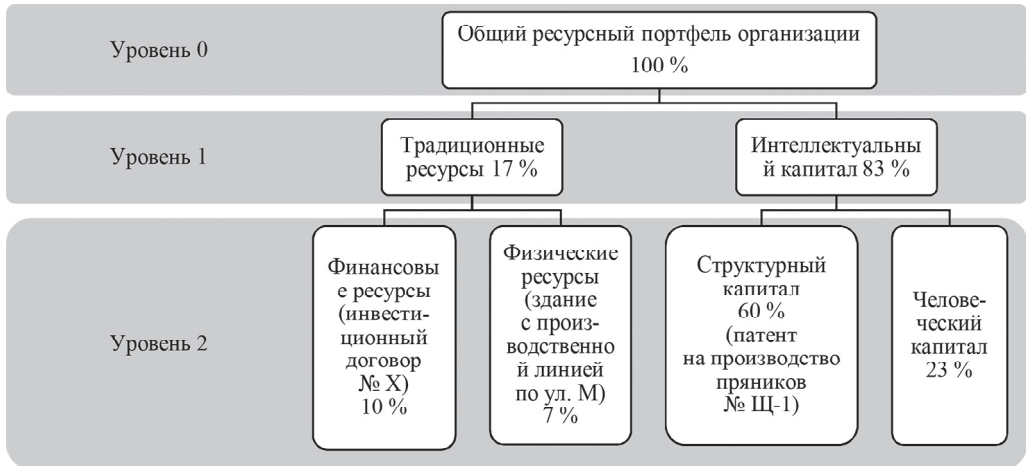 Уровень 0
Общий ресурсный портфель организации
100 %
Уровень 1
Традиционные
ресурсы 17 %
Интеллектуальны
й капитал 83 %
Уровень 2
Финансовы
е ресурсы
(инвести-
ционный
договор
№ X)
10 %
Физические
ресурсы
(здание
с произ-
водственно
й линией
по ул. М)
7 %
Структурный
капитал
60 %
(патент
на производство
пряников
№ Щ-1)
Челове-
ческий
капитал
23 %